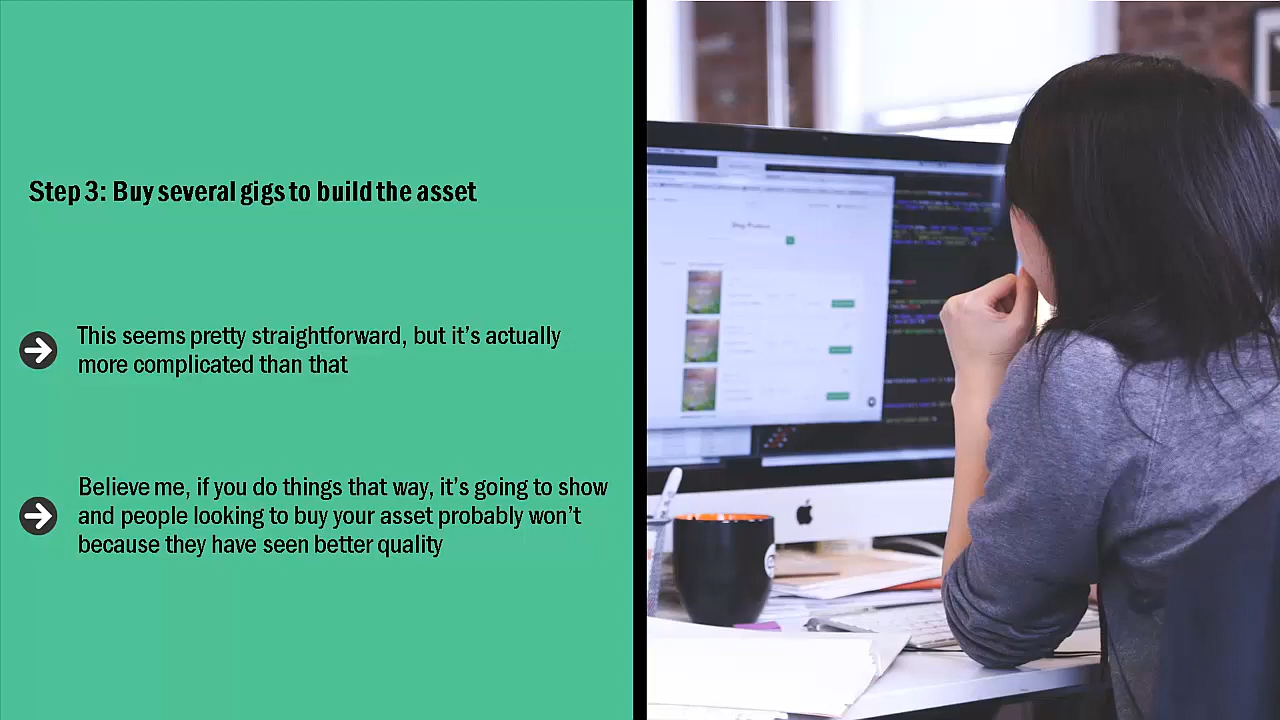 Step 3: Buy several gigs to build the asset
This seems pretty straightforward, but it's actually
more complicated than that
Believe me, if you do things that way, it's going to show
and people looking to buy your asset probably won't
because they have seen better quality